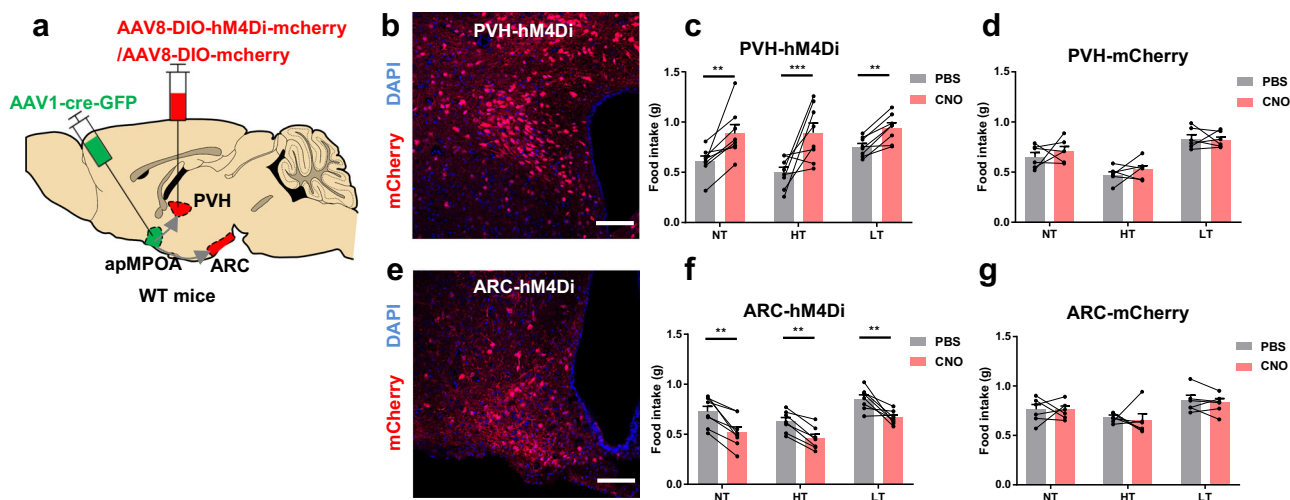 a
AAV8-DIO-hM4Di-mcherry
/AAV8-DIO-mcherry
AAV1-cre-GFP
PVH
apMPOA
ARC
WT mice
b
PVH-hM4Di
mCherry DAPI
c
PVH-hM4Di
** *** **
PBS
CNO
Food intake (g)
1.5
1.0
0.5
0.0
NT HT LT
d
PVH-mCherry
PBS
CNO
Food intake (g)
1.5
1.0
0.5
0.0
NT HT LT
e
ARC-hM4Di
mCherry DAPI
f
ARC-hM4Di
** ** **
PBS
CNO
Food intake (g)
1.5
1.0
0.5
0.0
NT HT LT
g
ARC-mCherry
PBS
CNO
Food intake (g)
1.5
1.0
0.5
0.0
NT HT LT